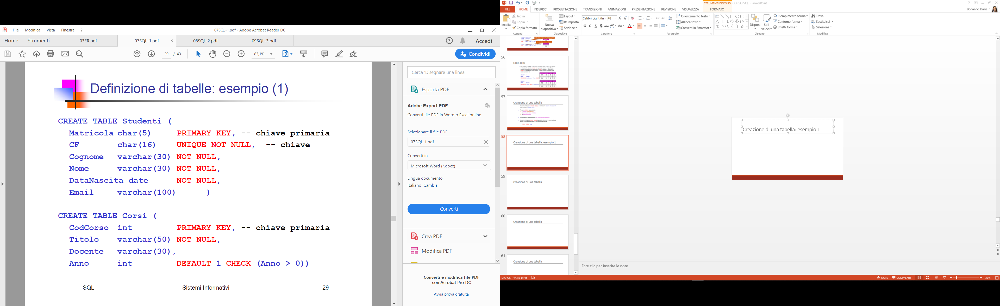 File Modifica Vista Finestra ?
07SQL-1.pdf - Adobe Acrobat Reader DC
Home Strumenti 03ER.pdf 07SQL-1.pdf 08SQL-2.pdf 09SQL-3.pdf Accedi
29 / 43 83,1% Condividi
Definizione di tabelle: esempio (1)
CREATE TABLE Studenti (
Matricola char(5) PRIMARY KEY, -- chiave primaria
CF char(16) UNIQUE NOT NULL, -- chiave
Cognome varchar(30) NOT NULL,
Nome varchar(30) NOT NULL,
DataNascita date NOT NULL,
Email varchar(100) )
CREATE TABLE Corsi (
CodCorso int PRIMARY KEY, -- chiave primaria
Titolo varchar(50) NOT NULL,
Docente varchar(30),
Anno int DEFAULT 1 CHECK (Anno > 0))
SQL Sistemi Informativi 29
Cerca 'Disegnare una linea'
Esporta PDF
Adobe Export PDF
Converti file PDF in Word o Excel online
Selezionare il file PDF
07SQL-1.pdf
Converti in
Microsoft Word (*.docx)
Lingua documento:
Italiano Cambia
Converti
Crea PDF
Modifica PDF
Converti e modifica file PDF
con Acrobat Pro DC
Avvia prova gratuita
STRUMENTI DISEGNO CORSO SQL - PowerPoint
FILE HOME INSERISCI PROGETTAZIONE TRANSIZIONI ANIMAZIONI PRESENTAZIONE REVISIONE VISUALIZZA FORMATO
Bonanno Daria
Incolla
Taglia
Copia
Copia formato
Appunti
Nuova
diapositiva
Layout
Reimposta
Sezione
Diapositive
Calibri Light (In 48
G C S S abc AV Aa A
Carattere
Orientamento testo
Allinea testo
Converti in SmartArt
Paragrafo
Disponi
Stili
veloci
Riempimento forma
Contorno forma
Effetti forma
Disegno
Trova
Sostituisci
Seleziona
Modifica
56
ORDER BY
57
Creazione di una tabella
58
Creazione di una tabella: esempio 1
59
Creazione di una tabella
60
Creazione di una tabella
61
Creazione di una tabella
Creazione di una tabella: esempio 1
Fare clic per inserire le note
DIAPOSITIVA 58 DI 65
NOTE COMMENTI 33%